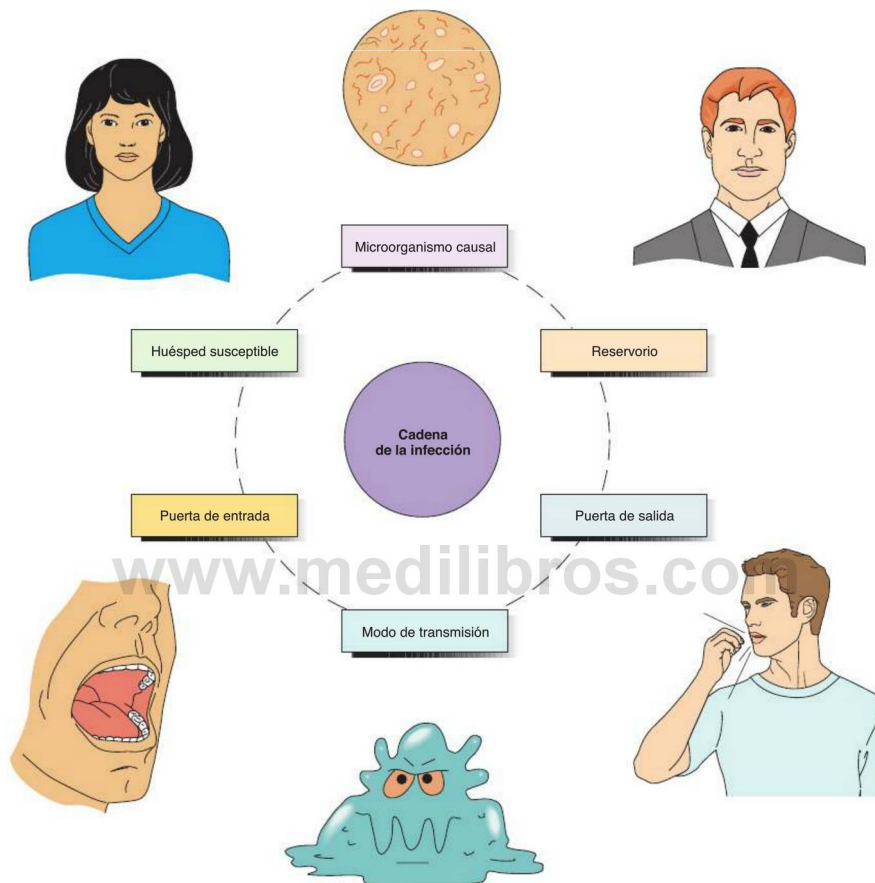 Microorganismo causal
Huésped susceptible
Reservorio
Cadena
de la infección
Puerta de entrada
Puerta de salida
www.medilibros.com
Modo de transmisión